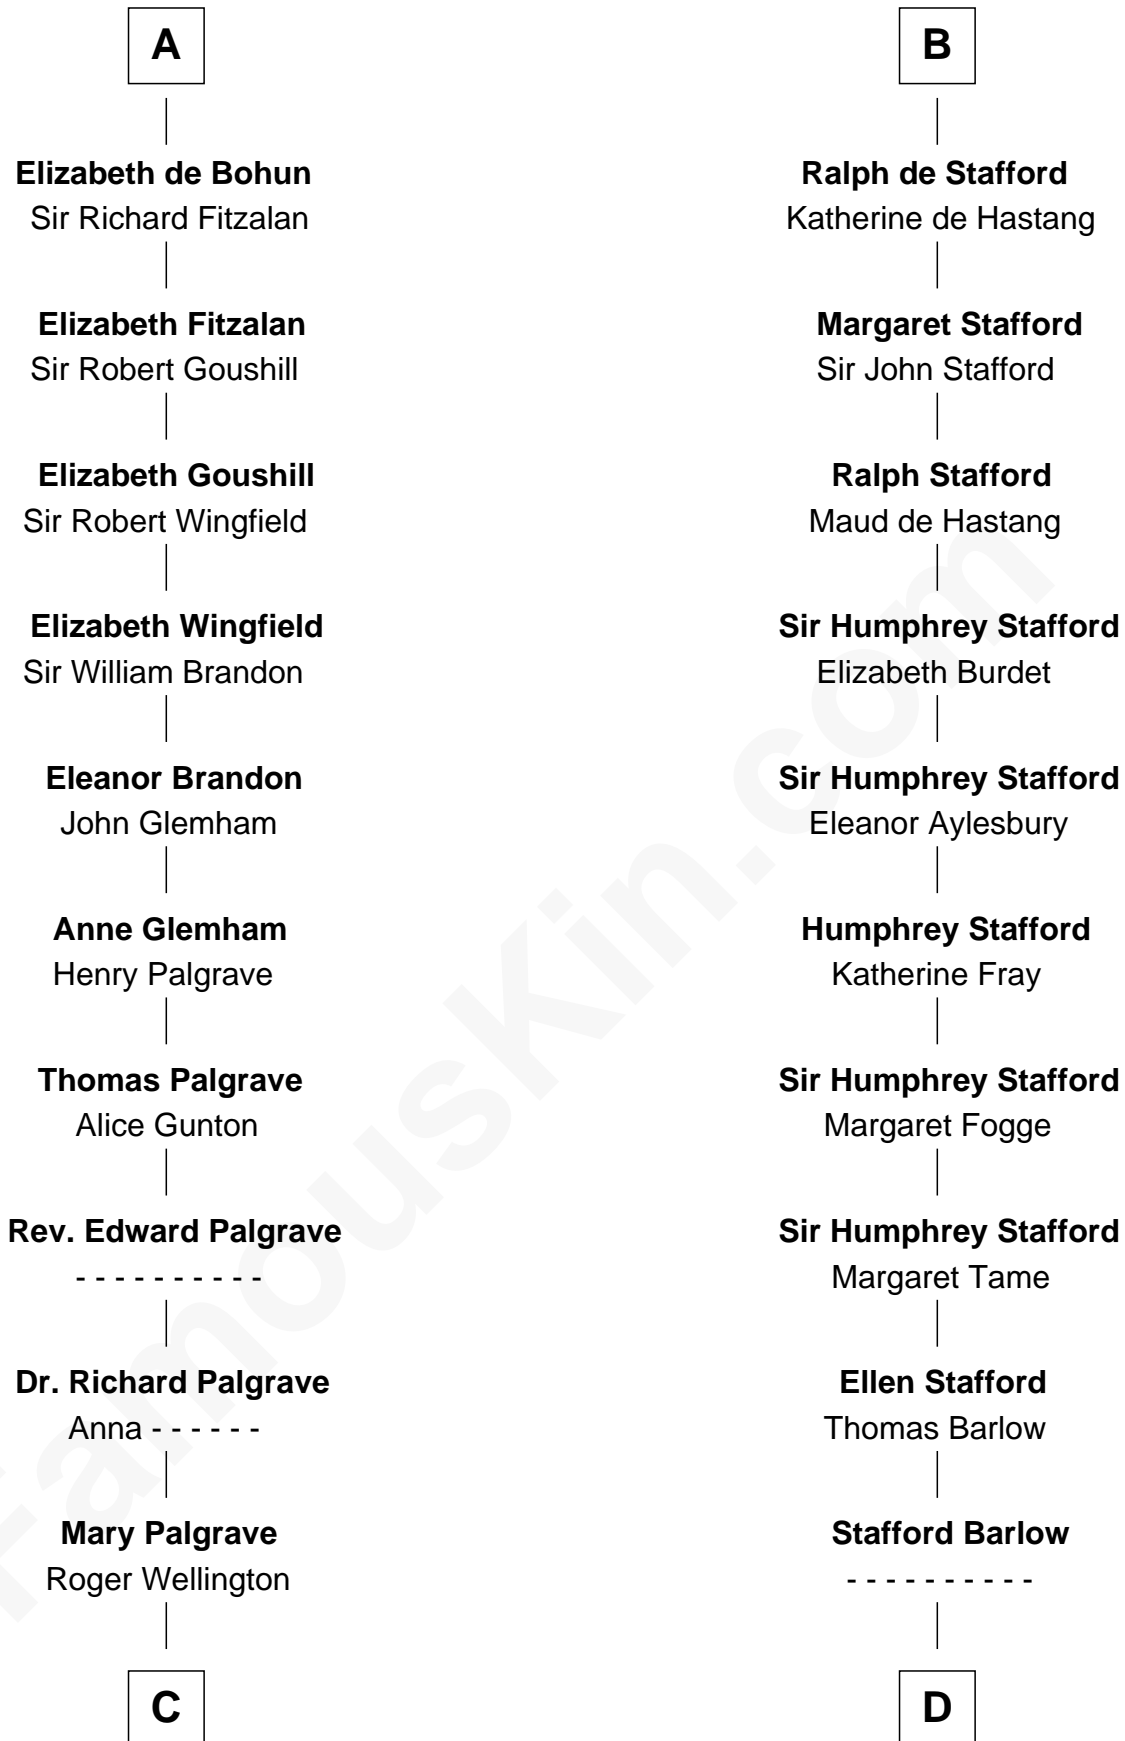 A
Elizabeth de Bohun
Sir Richard Fitzalan
Elizabeth Fitzalan
Sir Robert Goushill
Elizabeth Goushill
Sir Robert Wingfield
Elizabeth Wingfield
Sir William Brandon
Eleanor Brandon
John Glemham
Anne Glemham
Henry Palgrave
Thomas Palgrave
Alice Gunton
Rev. Edward Palgrave
- - - - - - - - - -
Dr. Richard Palgrave
Anna - - - - - -
Mary Palgrave
Roger Wellington
C
B
Ralph de Stafford
Katherine de Hastang
Margaret Stafford
Sir John Stafford
Ralph Stafford
Maud de Hastang
Sir Humphrey Stafford
Elizabeth Burdet
Sir Humphrey Stafford
Eleanor Aylesbury
Humphrey Stafford
Katherine Fray
Sir Humphrey Stafford
Margaret Fogge
Sir Humphrey Stafford
Margaret Tame
Ellen Stafford
Thomas Barlow
Stafford Barlow
- - - - - - - - - -
D
FamousKin.com